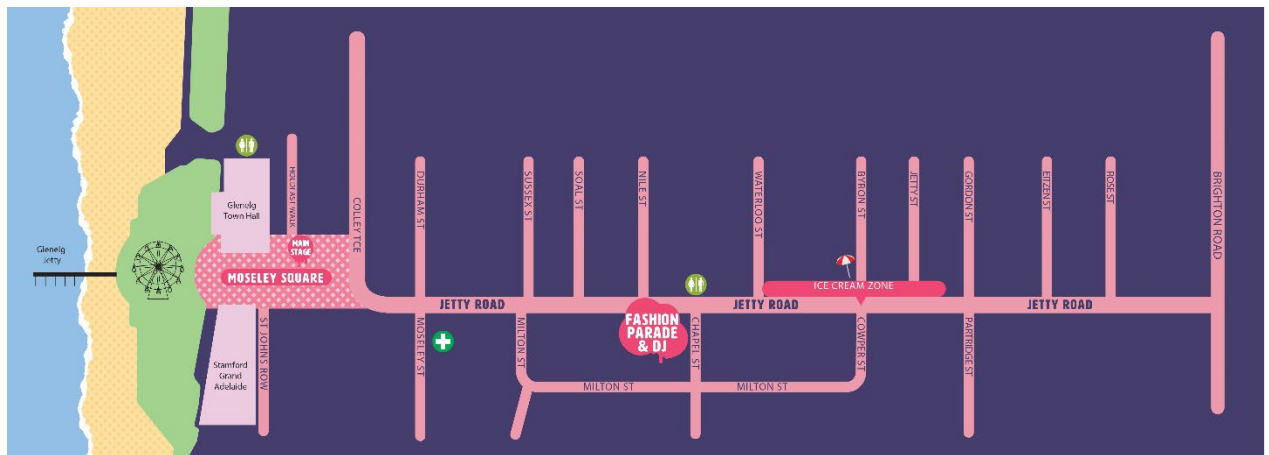 Glenelg
Jetty
Glenelg
Town Hall
HOLDFAST WALK
MAIN
STAGE
MOSELEY SQUARE
Stamford
Grand
Adelaide
ST JOHNS ROW
COLLEY TCE
DURHAM ST
SUSSEX ST
SOAL ST
NILE ST
WATERLOO ST
BYRON ST
JETTY ST
GORDON ST
EITZEN ST
ROSE ST
BRIGHTON ROAD
ICE CREAM ZONE
JETTY ROAD
JETTY ROAD
JETTY ROAD
FASHION
PARADE
& DJ
MOSELEY ST
MILTON ST
CHAPEL ST
COWPER ST
PARTRIDGE ST
MILTON ST
MILTON ST